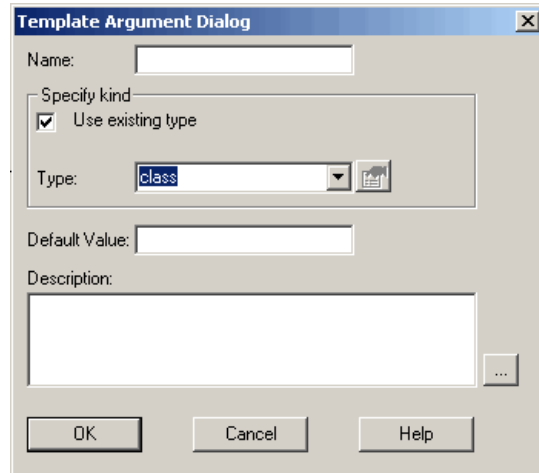 Template Argument Dialog
Name:
Specify kind
Use existing type
Type: class
Default Value:
Description:
...
OK Cancel Help